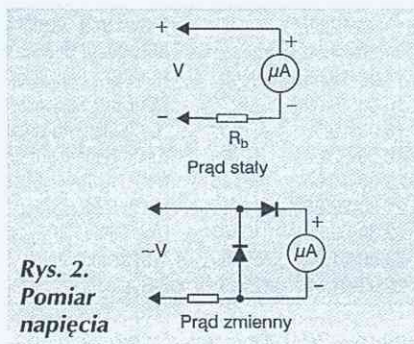 +
+
V
µA
−
−
R_b
Prąd stały
~V
+
µA
−
Rys. 2.
Pomiar
napięcia
Prąd zmienny